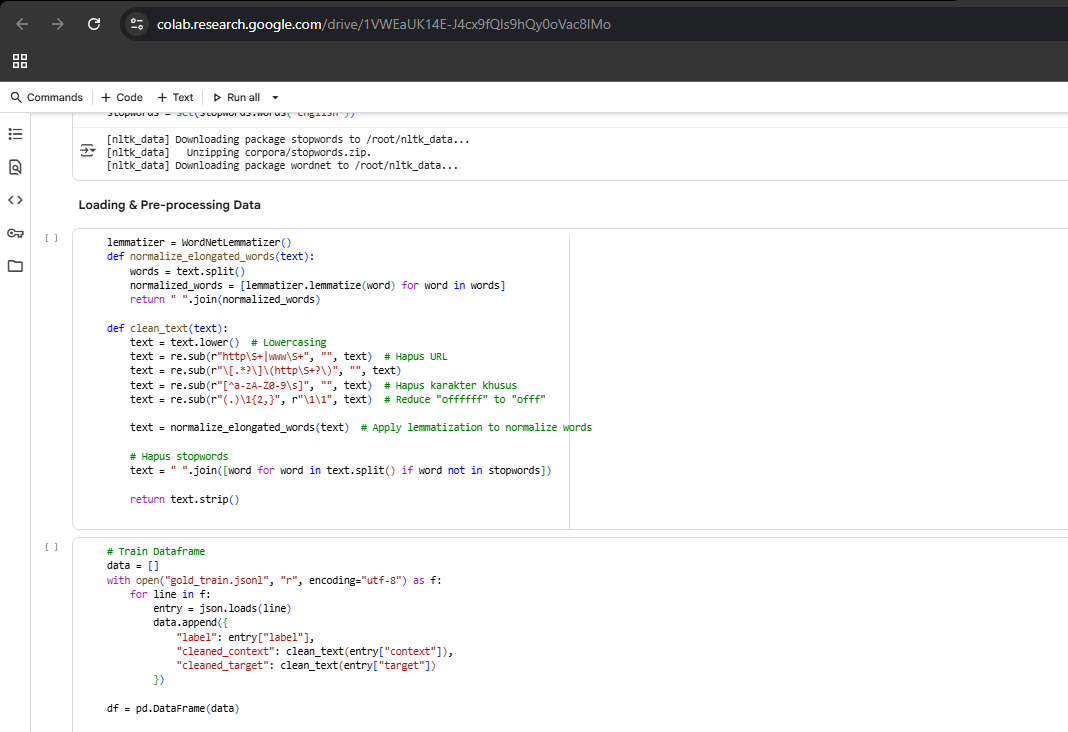 colab.research.google.com/drive/1VWEaUK14E-J4cx9fQIs9hQy0oVac8lMo
Commands + Code + Text Run all
stopwords = set(stopwords.words('english'))
[nltk_data] Downloading package stopwords to /root/nltk_data...
[nltk_data]   Unzipping corpora/stopwords.zip.
[nltk_data] Downloading package wordnet to /root/nltk_data...
Loading & Pre-processing Data
[ ]
lemmatizer = WordNetLemmatizer()
def normalize_elongated_words(text):
    words = text.split()
    normalized_words = [lemmatizer.lemmatize(word) for word in words]
    return " ".join(normalized_words)
def clean_text(text):
    text = text.lower()  # Lowercasing
    text = re.sub(r"http\S+|www\S+", "", text)  # Hapus URL
    text = re.sub(r"\[.*?\]\(http\S+?\)", "", text)
    text = re.sub(r"[^a-zA-Z0-9\s]", "", text)  # Hapus karakter khusus
    text = re.sub(r"(.)\1{2,}", r"\1\1", text)  # Reduce "offffff" to "offf"
    text = normalize_elongated_words(text)  # Apply lemmatization to normalize words
    # Hapus stopwords
    text = " ".join([word for word in text.split() if word not in stopwords])
    return text.strip()
[ ]
# Train Dataframe
data = []
with open("gold_train.jsonl", "r", encoding="utf-8") as f:
    for line in f:
        entry = json.loads(line)
        data.append({
            "label": entry["label"],
            "cleaned_context": clean_text(entry["context"]),
            "cleaned_target": clean_text(entry["target"])
        })
df = pd.DataFrame(data)